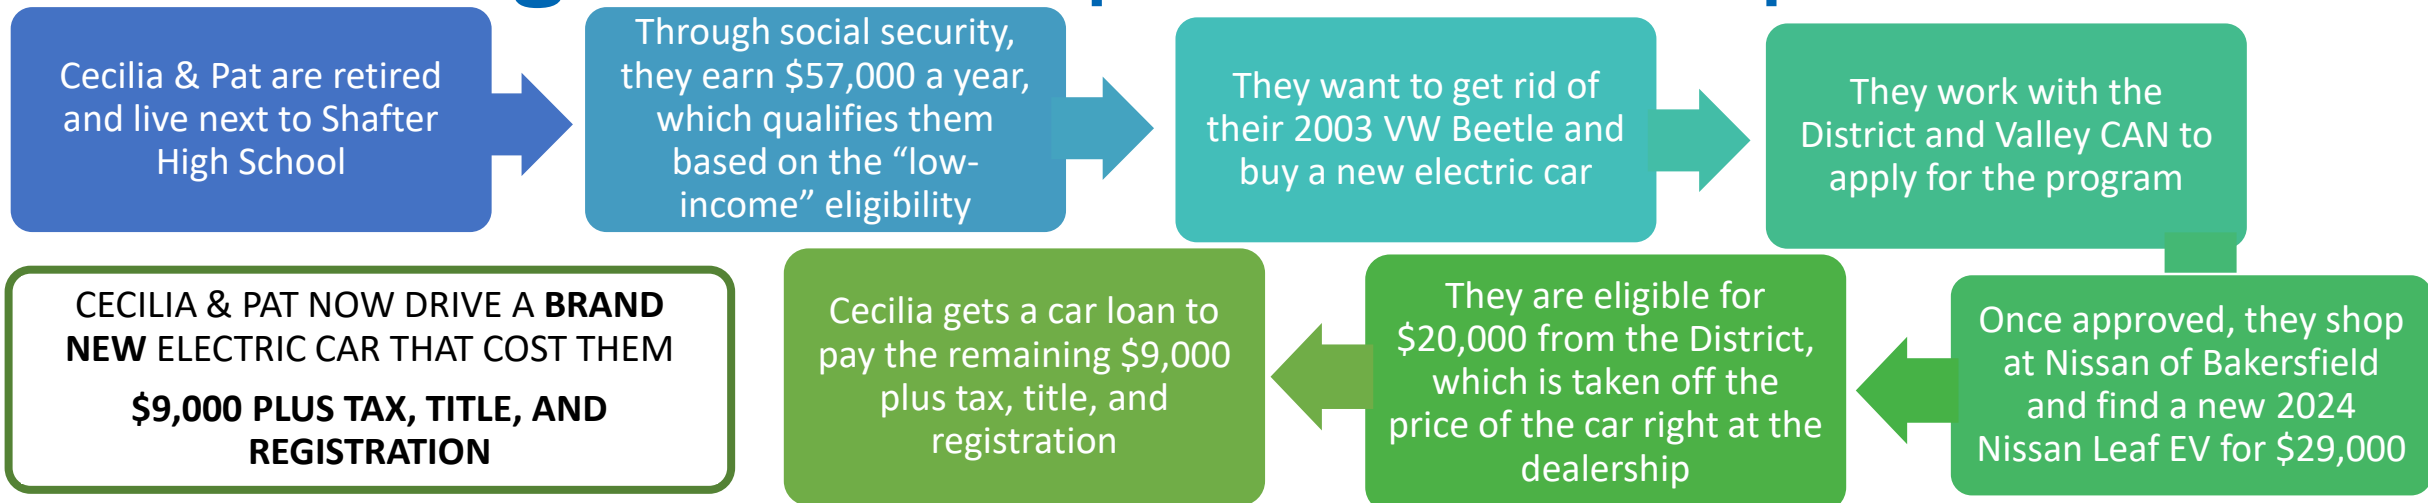 Cecilia & Pat are retired
and live next to Shafter
High School
Through social security,
they earn $57,000 a year,
which qualifies them
based on the “low-
income” eligibility
They want to get rid of
their 2003 VW Beetle and
buy a new electric car
They work with the
District and Valley CAN to
apply for the program
Once approved, they shop
at Nissan of Bakersfield
and find a new 2024
Nissan Leaf EV for $29,000
They are eligible for
$20,000 from the District,
which is taken off the
price of the car right at the
dealership
Cecilia gets a car loan to
pay the remaining $9,000
plus tax, title, and
registration
CECILIA & PAT NOW DRIVE A BRAND
NEW ELECTRIC CAR THAT COST THEM
$9,000 PLUS TAX, TITLE, AND
REGISTRATION